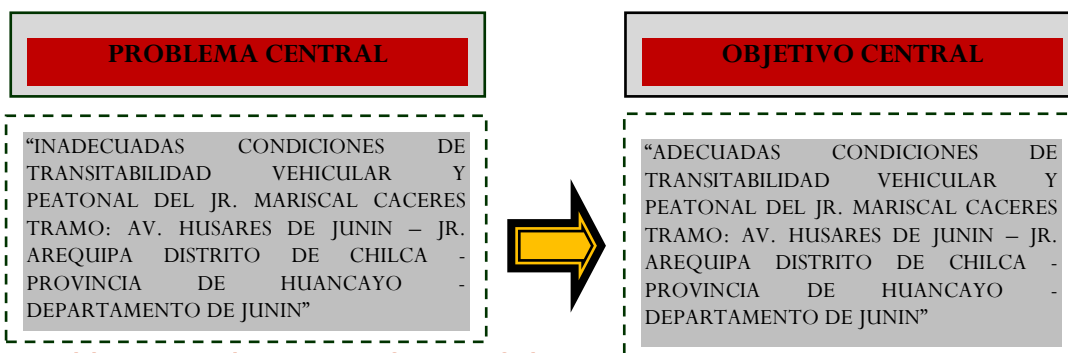 PROBLEMA CENTRAL
"INADECUADAS CONDICIONES DE
TRANSITABILIDAD VEHICULAR Y
PEATONAL DEL JR. MARISCAL CACERES
TRAMO: AV. HUSARES DE JUNIN – JR.
AREQUIPA DISTRITO DE CHILCA -
PROVINCIA DE HUANCAYO -
DEPARTAMENTO DE JUNIN"
OBJETIVO CENTRAL
"ADECUADAS CONDICIONES DE
TRANSITABILIDAD VEHICULAR Y
PEATONAL DEL JR. MARISCAL CACERES
TRAMO: AV. HUSARES DE JUNIN – JR.
AREQUIPA DISTRITO DE CHILCA -
PROVINCIA DE HUANCAYO -
DEPARTAMENTO DE JUNIN"